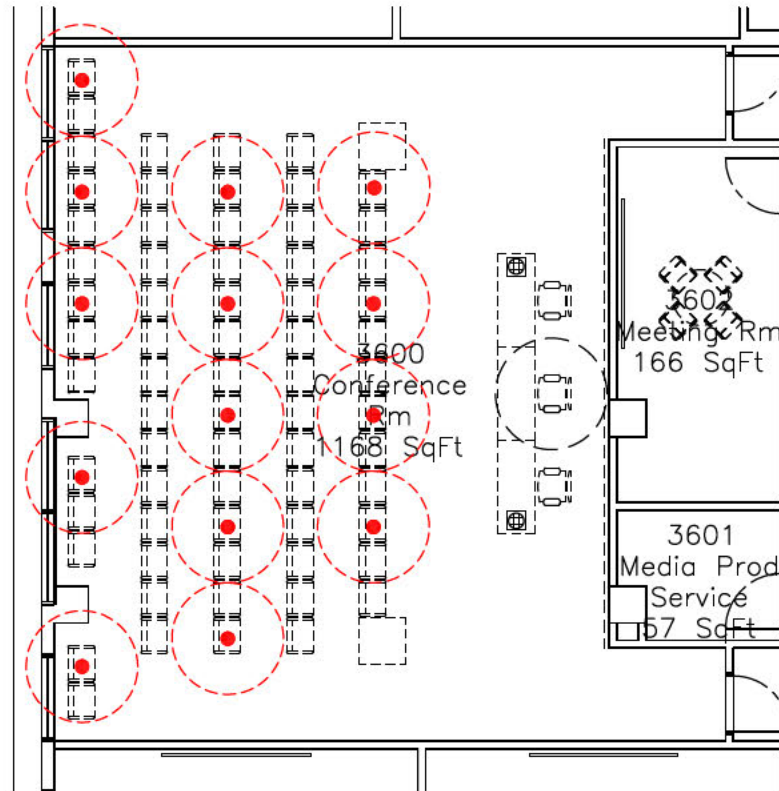 3600
Conference
Rm
1168 SqFt
3602
Meeting Rm
166 SqFt
3601
Media Prod
Service
57 SqFt